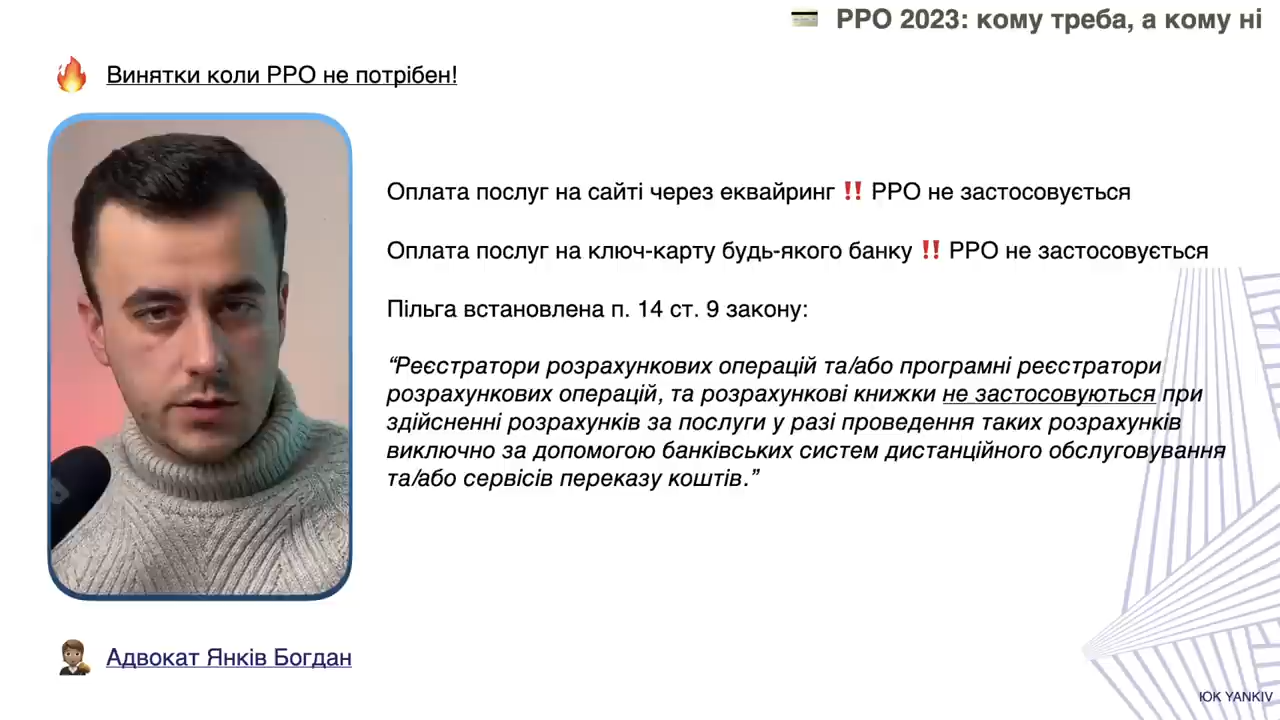 💳 РРО 2023: кому треба, а кому ні
🔥 Винятки коли РРО не потрібен!
Оплата послуг на сайті через еквайринг ‼️ РРО не застосовується
Оплата послуг на ключ-карту будь-якого банку ‼️ РРО не застосовується
Пільга встановлена п. 14 ст. 9 закону:
“Реєстратори розрахункових операцій та/або програмні реєстратори
розрахункових операцій, та розрахункові книжки не застосовуються при
здійсненні розрахунків за послуги у разі проведення таких розрахунків
виключно за допомогою банківських систем дистанційного обслуговування
та/або сервісів переказу коштів.”
Адвокат Янків Богдан
ЮК YANKIV